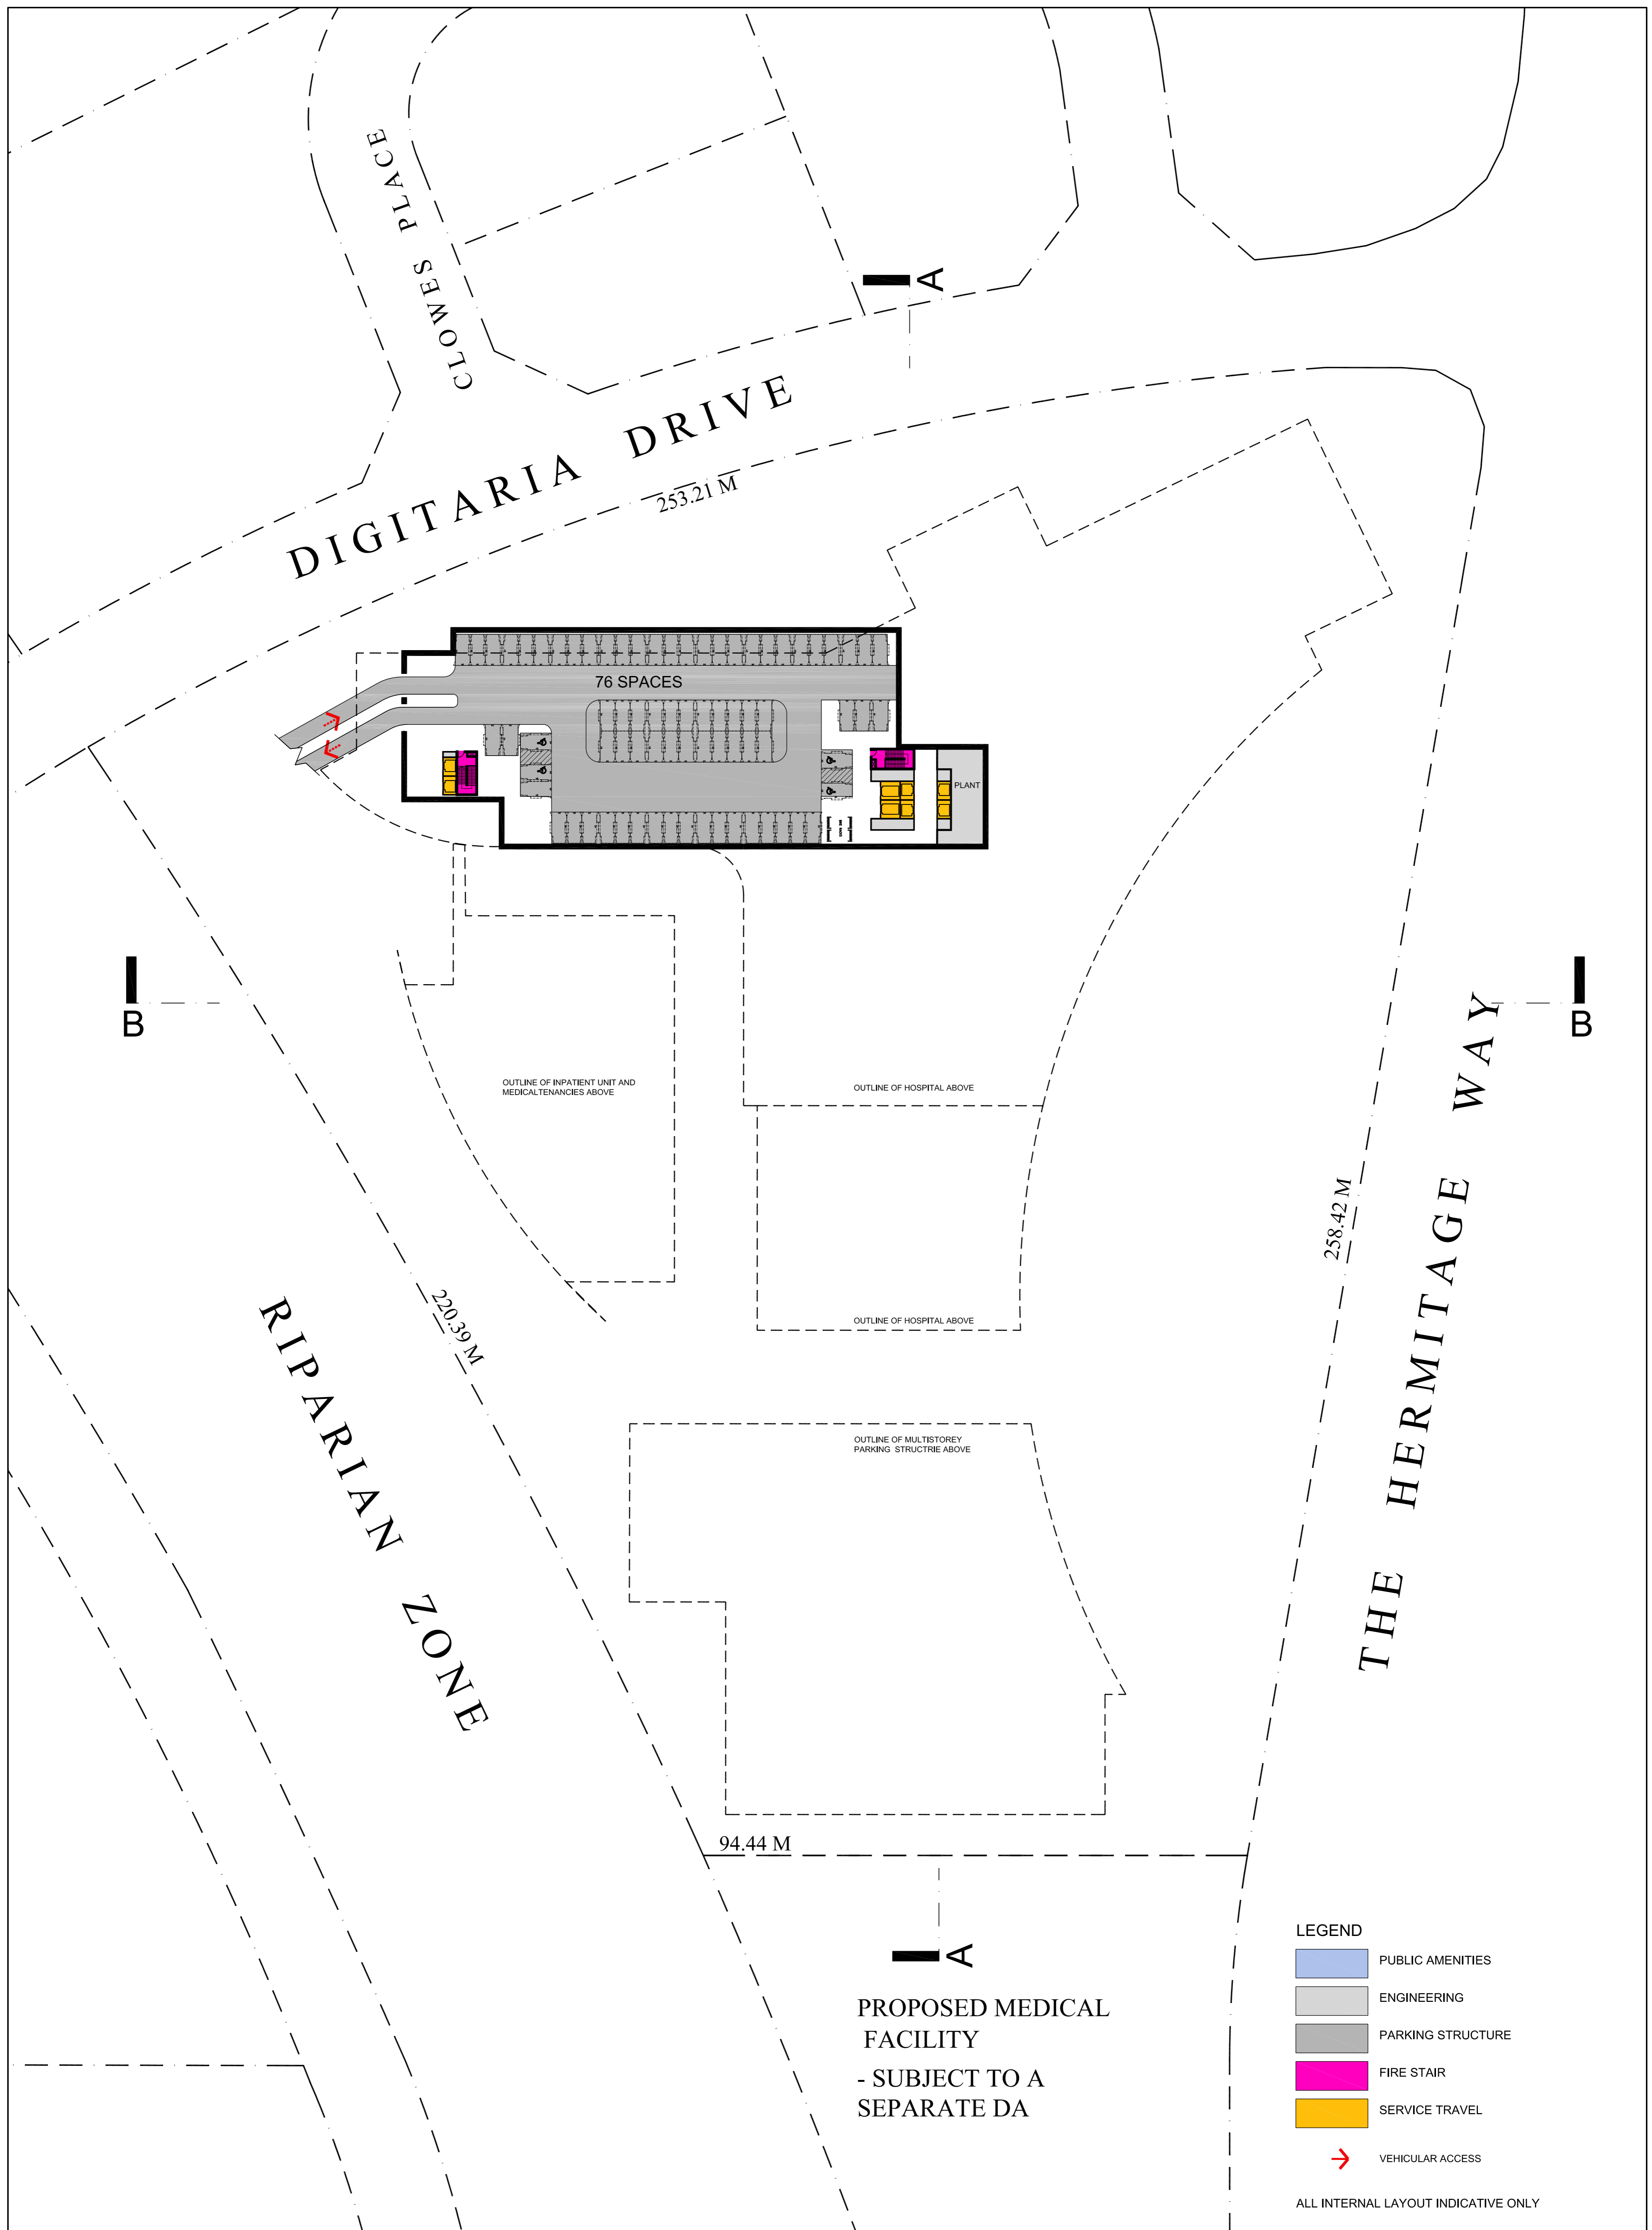 CLOWES PLACE
A
DIGITARIA DRIVE
253.21 M
76 SPACES
PLANT
B
B
OUTLINE OF INPATIENT UNIT AND
MEDICALTENANCIES ABOVE
OUTLINE OF HOSPITAL ABOVE
THE HERMITAGE WAY
258.42 M
220.39 M
RIPARIAN ZONE
OUTLINE OF HOSPITAL ABOVE
OUTLINE OF MULTISTOREY
PARKING STRUCTRIE ABOVE
94.44 M
A
PROPOSED MEDICAL
FACILITY
- SUBJECT TO A
SEPARATE DA
LEGEND
PUBLIC AMENITIES
ENGINEERING
PARKING STRUCTURE
FIRE STAIR
SERVICE TRAVEL
VEHICULAR ACCESS
ALL INTERNAL LAYOUT INDICATIVE ONLY